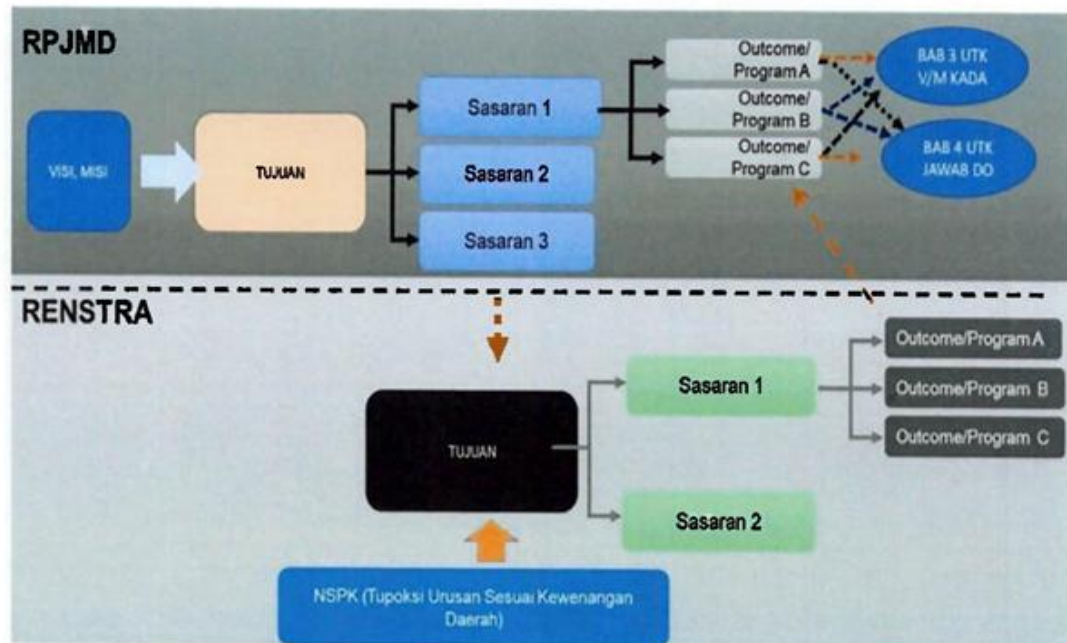 RPJMD
VISI, MISI
TUJUAN
Sasaran 1
Sasaran 2
Sasaran 3
Outcome/
Program A
Outcome/
Program B
Outcome/
Program C
BAB 3 UTK
V/M KADA
BAB 4 UTK
JAWAB DO
RENSTRA
TUJUAN
Sasaran 1
Sasaran 2
Outcome/Program A
Outcome/Program B
Outcome/Program C
NSPK (Tupoksi Urusan Sesuai Kewenangan
Daerah)